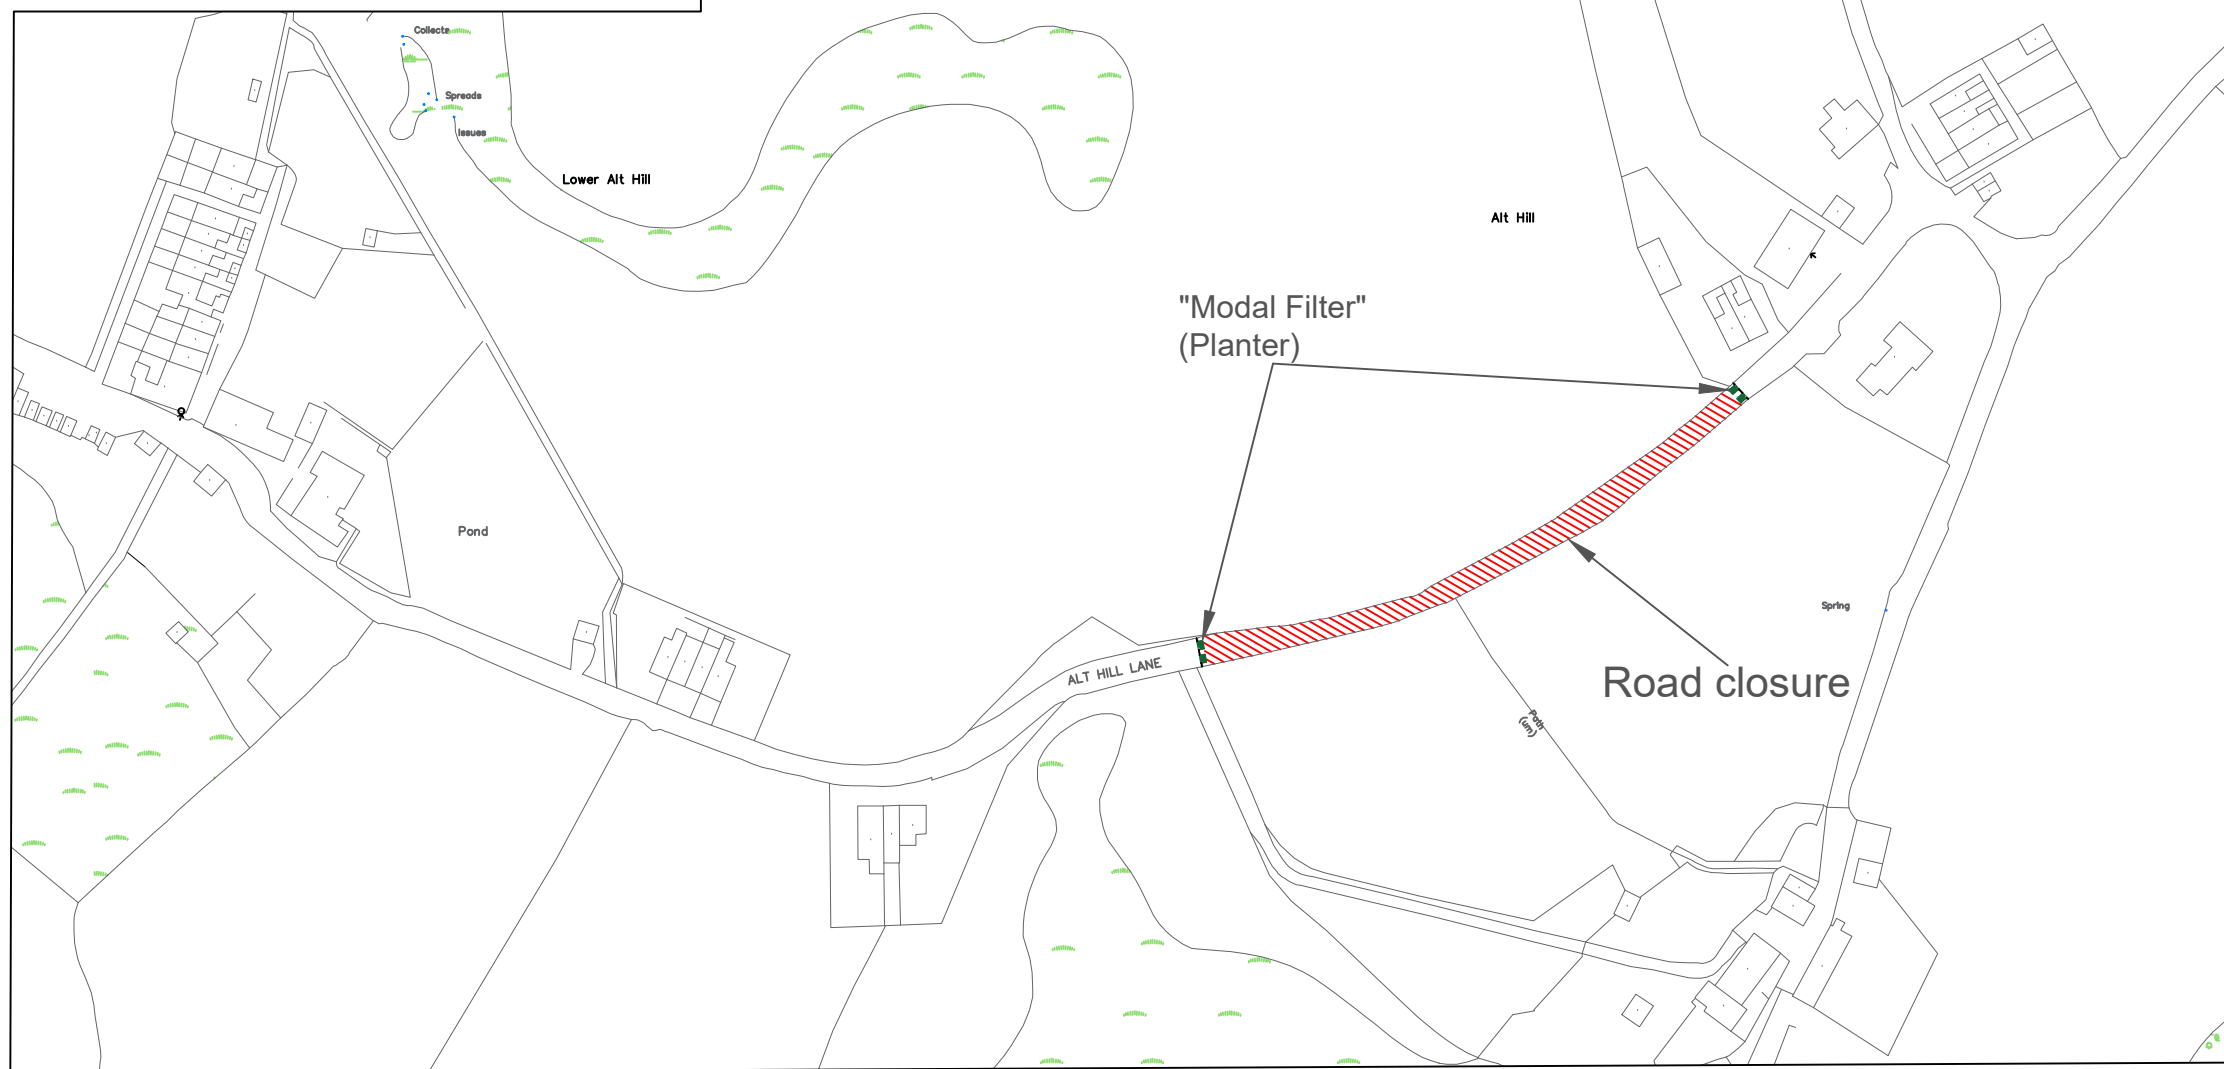 Collects
Spreads
Issues
Lower Alt Hill
Alt Hill
"Modal Filter"
(Planter)
Pond
Spring
ALT HILL LANE
Road closure
Path
(um)